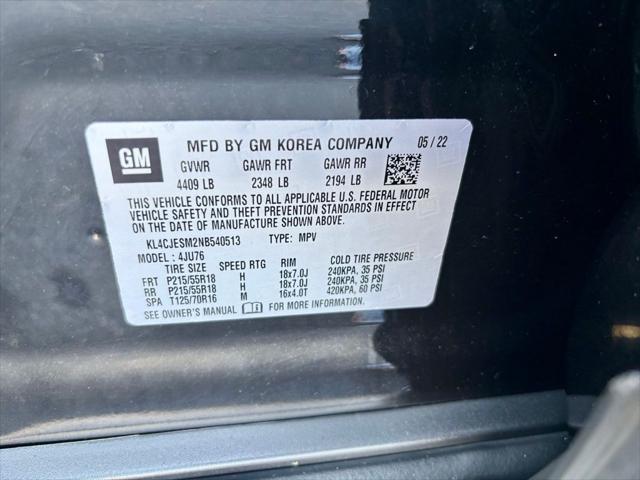 GM
MFD BY GM KOREA COMPANY 05 / 22
GVWR GAWR FRT GAWR RR
4409 LB 2348 LB 2194 LB
THIS VEHICLE CONFORMS TO ALL APPLICABLE U.S. FEDERAL MOTOR
VEHICLE SAFETY AND THEFT PREVENTION STANDARDS IN EFFECT
ON THE DATE OF MANUFACTURE SHOWN ABOVE.
KL4CJESM2NB540513 TYPE: MPV
MODEL : 4JU76
TIRE SIZE SPEED RTG RIM COLD TIRE PRESSURE
FRT P215/55R18 H 18x7.0J 240KPA, 35 PSI
RR P215/55R18 H 18x7.0J 240KPA, 35 PSI
SPA T125/70R16 M 16x4.0T 420KPA, 60 PSI
SEE OWNER'S MANUAL FOR MORE INFORMATION.